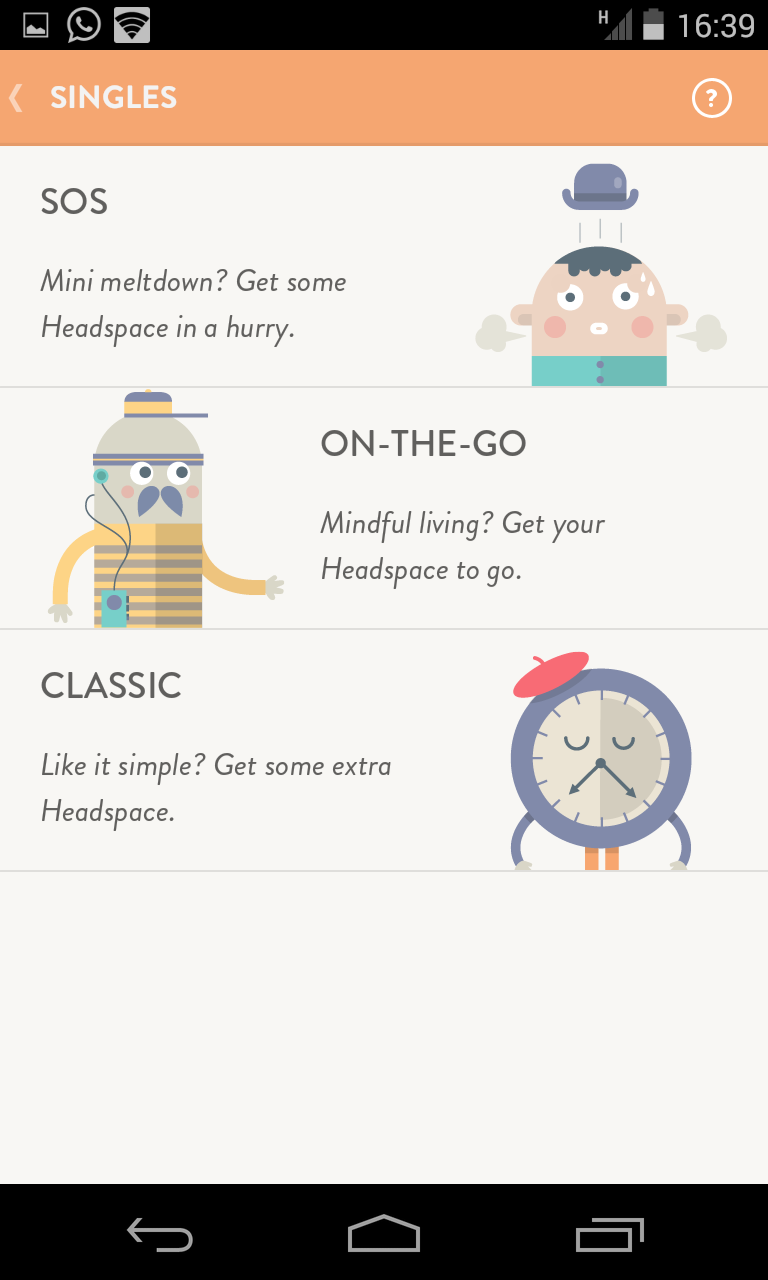 H 16:39
SINGLES ?
SOS
Mini meltdown? Get some
Headspace in a hurry.
ON-THE-GO
Mindful living? Get your
Headspace to go.
CLASSIC
Like it simple? Get some extra
Headspace.